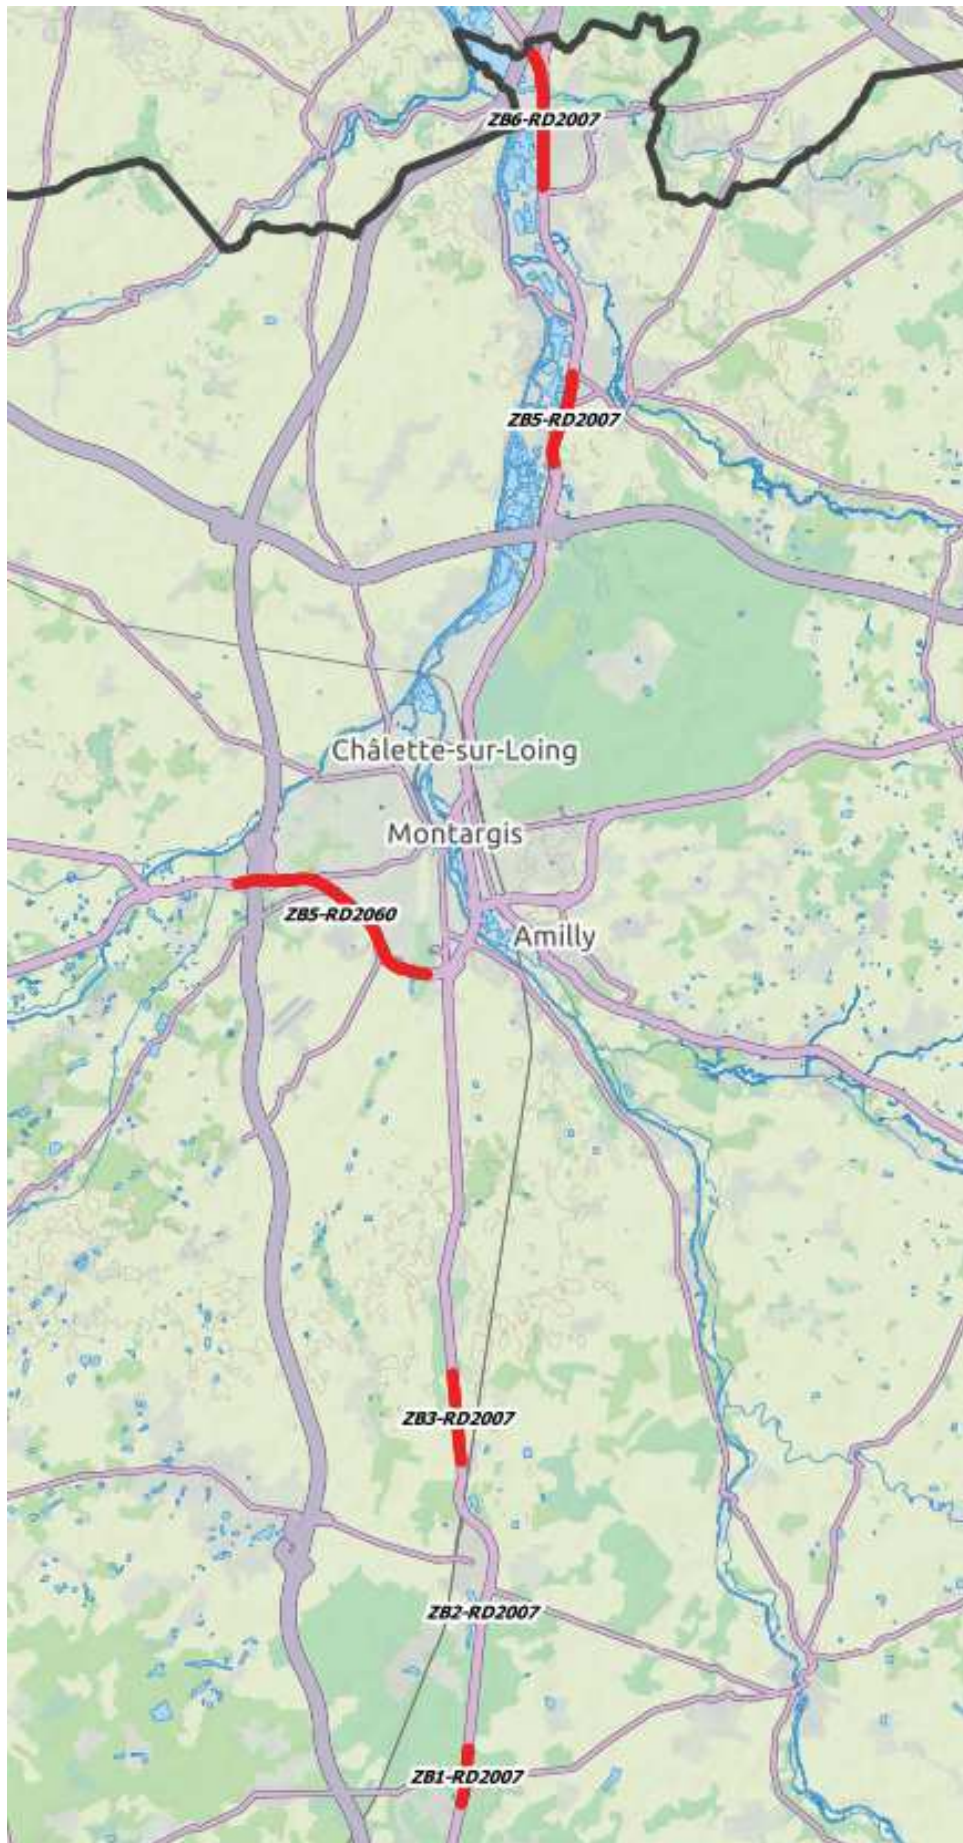 ZB6-RD2007
ZB5-RD2007
Châlette-sur-Loing
Montargis
ZB5-RD2060
Amilly
ZB3-RD2007
ZB2-RD2007
ZB1-RD2007